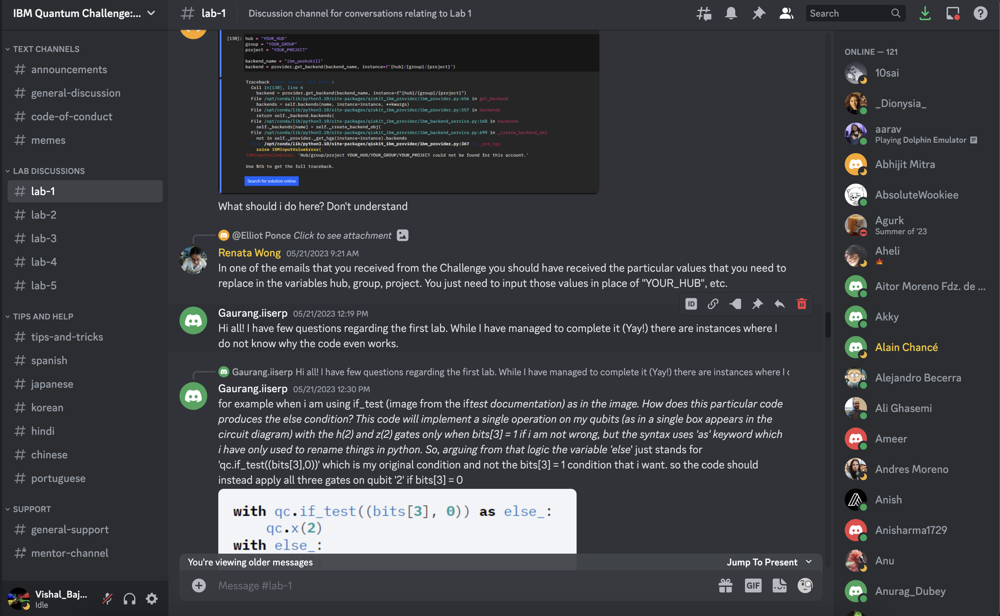 IBM Quantum Challenge:...
TEXT CHANNELS
announcements
general-discussion
code-of-conduct
memes
LAB DISCUSSIONS
lab-1
lab-2
lab-3
lab-4
lab-5
TIPS AND HELP
tips-and-tricks
spanish
japanese
korean
hindi
chinese
portuguese
SUPPORT
general-support
mentor-channel
Vishal_Baj...
Idle
lab-1
Discussion channel for conversations relating to Lab 1
Search
[130]: hub = "YOUR_HUB"
group = "YOUR_GROUP"
project = "YOUR_PROJECT"
backend_name = "ibm_peekskill"
backend = provider.get_backend(backend_name, instance=f"{hub}/{group}/{project}")
Traceback (most recent call last):
Cell In[130], line 6
backend = provider.get_backend(backend_name, instance=f"{hub}/{group}/{project}")
File /opt/conda/lib/python3.10/site-packages/qiskit_ibm_provider/ibm_provider.py:656 in get_backend
backends = self.backends(name, instance=instance, **kwargs)
File /opt/conda/lib/python3.10/site-packages/qiskit_ibm_provider/ibm_provider.py:557 in backends
return self._backend.backends(
File /opt/conda/lib/python3.10/site-packages/qiskit_ibm_provider/ibm_backend_service.py:168 in backends
self._backends[name] = self._create_backend_obj(
File /opt/conda/lib/python3.10/site-packages/qiskit_ibm_provider/ibm_backend_service.py:699 in _create_backend_obj
not in self._provider._get_hgp(instance=instance).backends
File /opt/conda/lib/python3.10/site-packages/qiskit_ibm_provider/ibm_provider.py:367 in _get_hgp
raise IBMInputValueError(
IBMInputValueError: 'Hub/group/project YOUR_HUB/YOUR_GROUP/YOUR_PROJECT could not be found for this account.'
Use %tb to get the full traceback.
Search for solution online
What should i do here? Don't understand
@Elliot Ponce Click to see attachment
Renata Wong 05/21/2023 9:21 AM
In one of the emails that you received from the Challenge you should have received the particular values that you need to
replace in the variables hub, group, project. You just need to input those values in place of "YOUR_HUB", etc.
ID
Gaurang.iiserp 05/21/2023 12:19 PM
Hi all! I have few questions regarding the first lab. While I have managed to complete it (Yay!) there are instances where I
do not know why the code even works.
Gaurang.iiserp Hi all! I have few questions regarding the first lab. While I have managed to complete it (Yay!) there are instances where I
Gaurang.iiserp 05/21/2023 12:30 PM
for example when i am using if_test (image from the iftest documentation) as in the image. How does this particular code
produces the else condition? This code will implement a single operation on my qubits (as in a single box appears in the
circuit diagram) with the h(2) and z(2) gates only when bits[3] = 1 if i am not wrong, but the syntax uses 'as' keyword which
i have only used to rename things in python. So, arguing from that logic the variable 'else' just stands for
'qc.if_test((bits[3],0))' which is my original condition and not the bits[3] = 1 condition that i want. so the code should
instead apply all three gates on qubit '2' if bits[3] = 0
with qc.if_test((bits[3], 0)) as else_:
qc.x(2)
with else_:
You're viewing older messages
Jump To Present
Message #lab-1
GIF
ONLINE — 121
10sai
_Dionysia_
aarav
Playing Dolphin Emulator
Abhijit Mitra
AbsoluteWookiee
Agurk
Summer of '23
Aheli
Aitor Moreno Fdz. de ...
Akky
Alain Chancé
Alejandro Becerra
Ali Ghasemi
Ameer
Andres Moreno
Anish
Anisharma1729
Anu
Anurag_Dubey